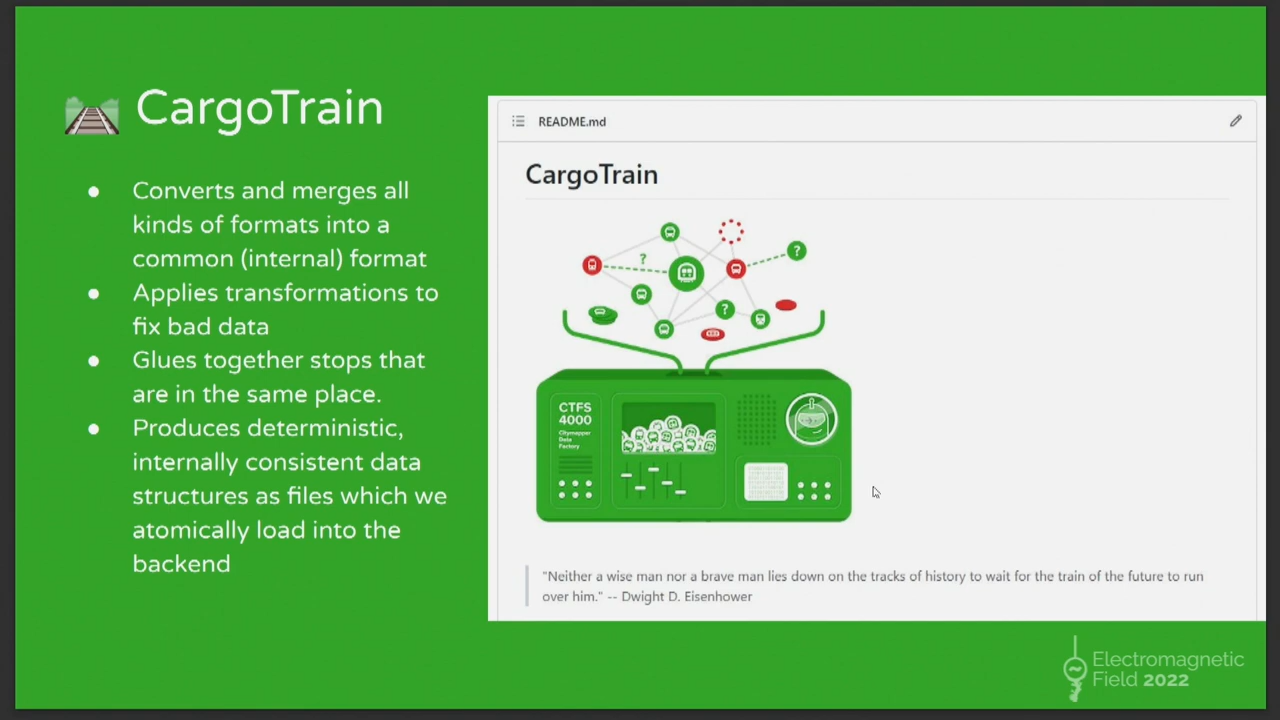 CargoTrain
● Converts and merges all
kinds of formats into a
common (internal) format
● Applies transformations to
fix bad data
● Glues together stops that
are in the same place.
● Produces deterministic,
internally consistent data
structures as files which we
atomically load into the
backend
README.md
CargoTrain
?
?
?
CTFS
4000
Citymapper
Data
Factory
"Neither a wise man nor a brave man lies down on the tracks of history to wait for the train of the future to run
over him." -- Dwight D. Eisenhower
Electromagnetic
Field 2022